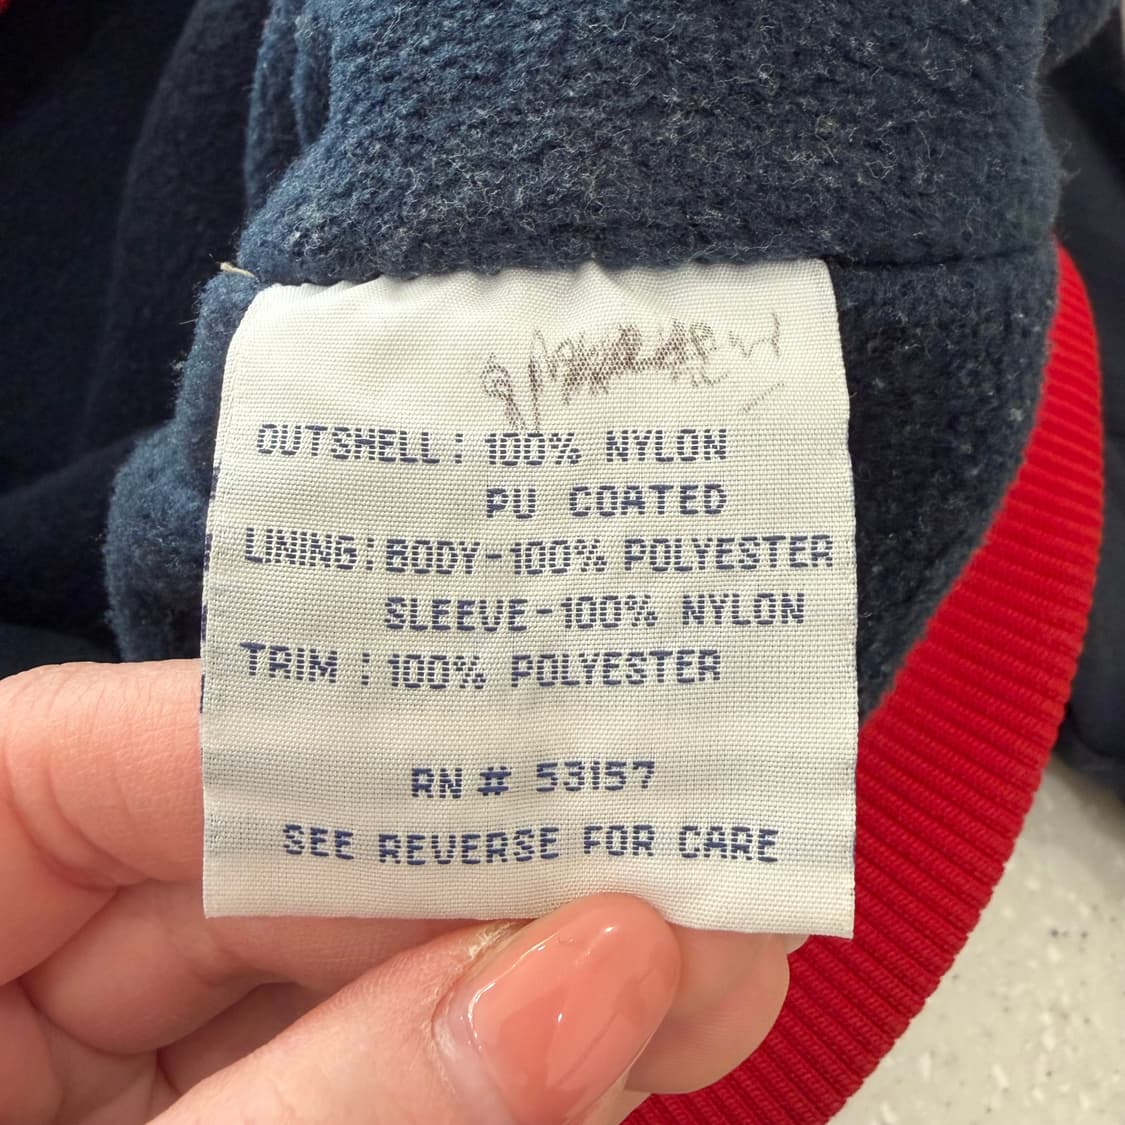 OUTSHELL: 100% NYLON
PU COATED
LINING: BODY-100% POLYESTER
SLEEVE-100% NYLON
TRIM : 100% POLYESTER
RN # 53157
SEE REVERSE FOR CARE